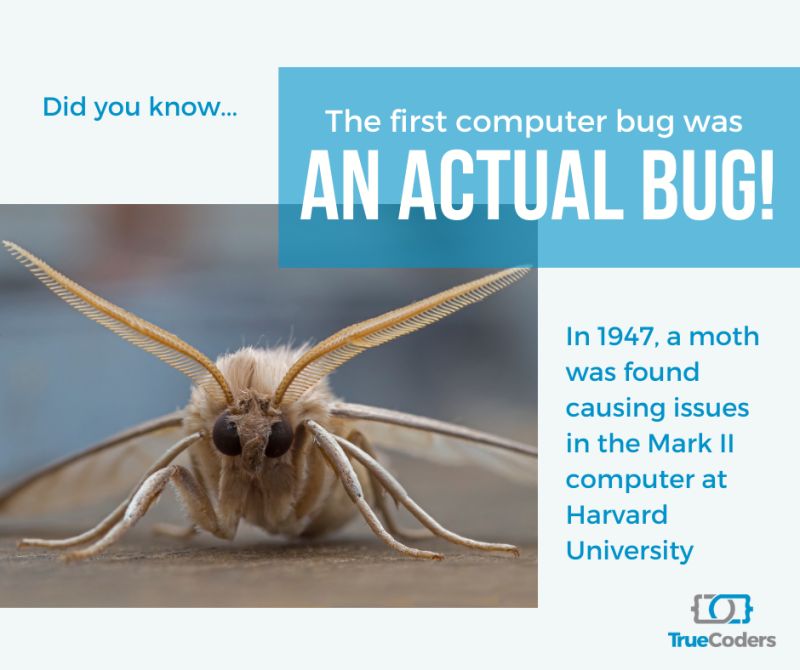 Did you know...
The first computer bug was
AN ACTUAL BUG!
In 1947, a moth
was found
causing issues
in the Mark II
computer at
Harvard
University
TrueCoders